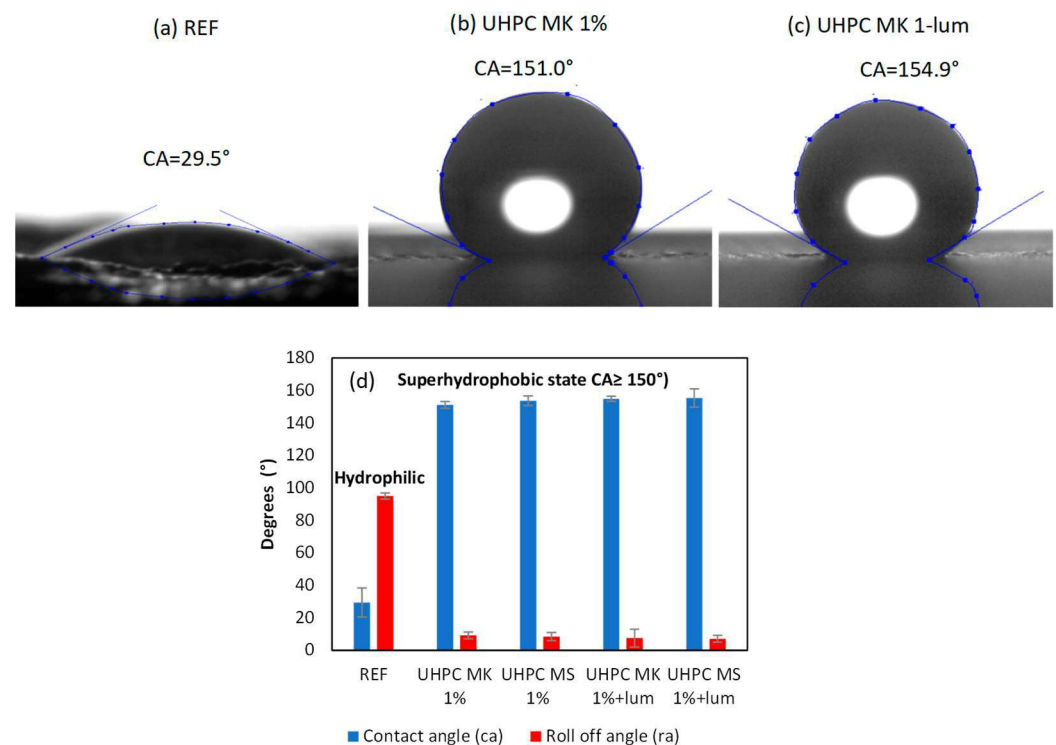 (a) REF
(b) UHPC MK 1%
(c) UHPC MK 1-lum
CA=29.5°
CA=151.0°
CA=154.9°
(d)
Superhydrophobic state CA≥ 150°)
Hydrophilic
Degrees (°)
180
160
140
120
100
80
60
40
20
0
REF
UHPC MK
1%
UHPC MS
1%
UHPC MK
1%+lum
UHPC MS
1%+lum
Contact angle (ca)
Roll off angle (ra)